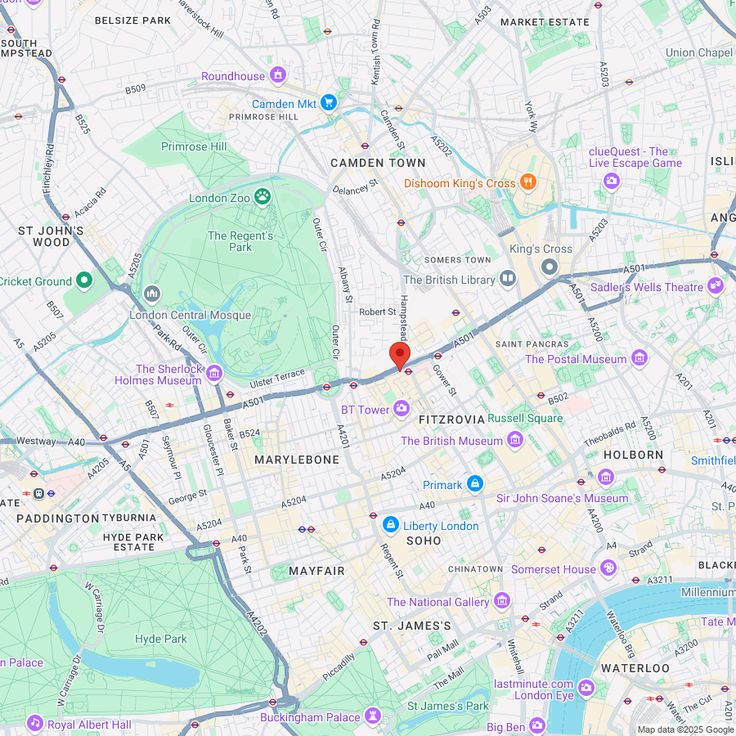 BELSIZE PARK
Haverstock Hill
A503
MARKET ESTATE
Kentish Town Rd
SOUTH
MPSTEAD
Union Chapel
A5203
Roundhouse
B509
Camden Mkt
PRIMROSE HILL
York Wy
Camden St
A5202
B525
Finchley Rd
Primrose Hill
CAMDEN TOWN
clueQuest - The
Live Escape Game
ISLI
Delancey St
Dishoom King's Cross
London Zoo
Acacia Rd
ST JOHN'S
WOOD
The Regent's
Park
Outer Cir
ANG
A5203
King's Cross
SOMERS TOWN
A5205
A501
A501
Cricket Ground
Albany St
The British Library
Sadler's Wells Theatre
London Central Mosque
Robert St
Hampstead
B507
A5205
Park Rd
Outer Cir
Outer Cir
A501
SAINT PANCRAS
The Postal Museum
The Sherlock
Holmes Museum
Ulster Terrace
Gower St
B502
A501
B507
BT Tower
FITZROVIA
Russell Square
Westway
A40
A501
B524
Baker St
Gloucester Pl
Seymour Pl
A4201
The British Museum
Theobalds Rd
A5200
A4205
MARYLEBONE
HOLBORN
Smithfiel
A5204
George St
Primark
Sir John Soane's Museum
ATE
PADDINGTON
TYBURNIA
A5204
A40
A40
St. P
Liberty London
A4200
HYDE PARK
ESTATE
SOHO
A4
Strand
Park St
Regent St
MAYFAIR
CHINATOWN
Somerset House
BLACKF
A3211
Millennium
W Carriage Dr
A4202
The National Gallery
Strand
A3211
Tate M
Hyde Park
ST. JAMES'S
Waterloo Brg
A3200
n Palace
Piccadilly
Pall Mall
Whitehall
WATERLOO
The Mall
W Carriage Dr
lastminute.com
London Eye
St James's Park
The Cut
A201
Royal Albert Hall
Buckingham Palace
Big Ben
Map data ©2025 Google